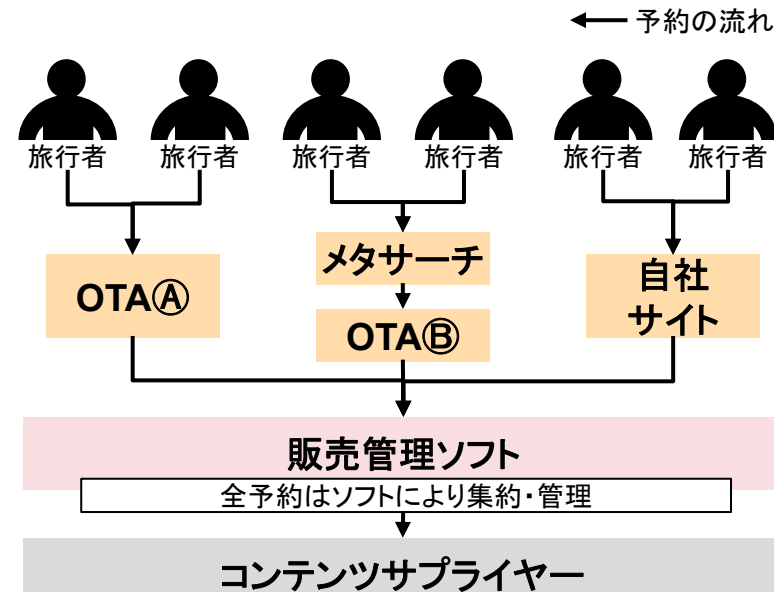 予約の流れ
旅行者
旅行者
旅行者
旅行者
旅行者
旅行者
OTAⒶ
メタサーチ
OTAⒷ
自社
サイト
販売管理ソフト
全予約はソフトにより集約・管理
コンテンツサプライヤー